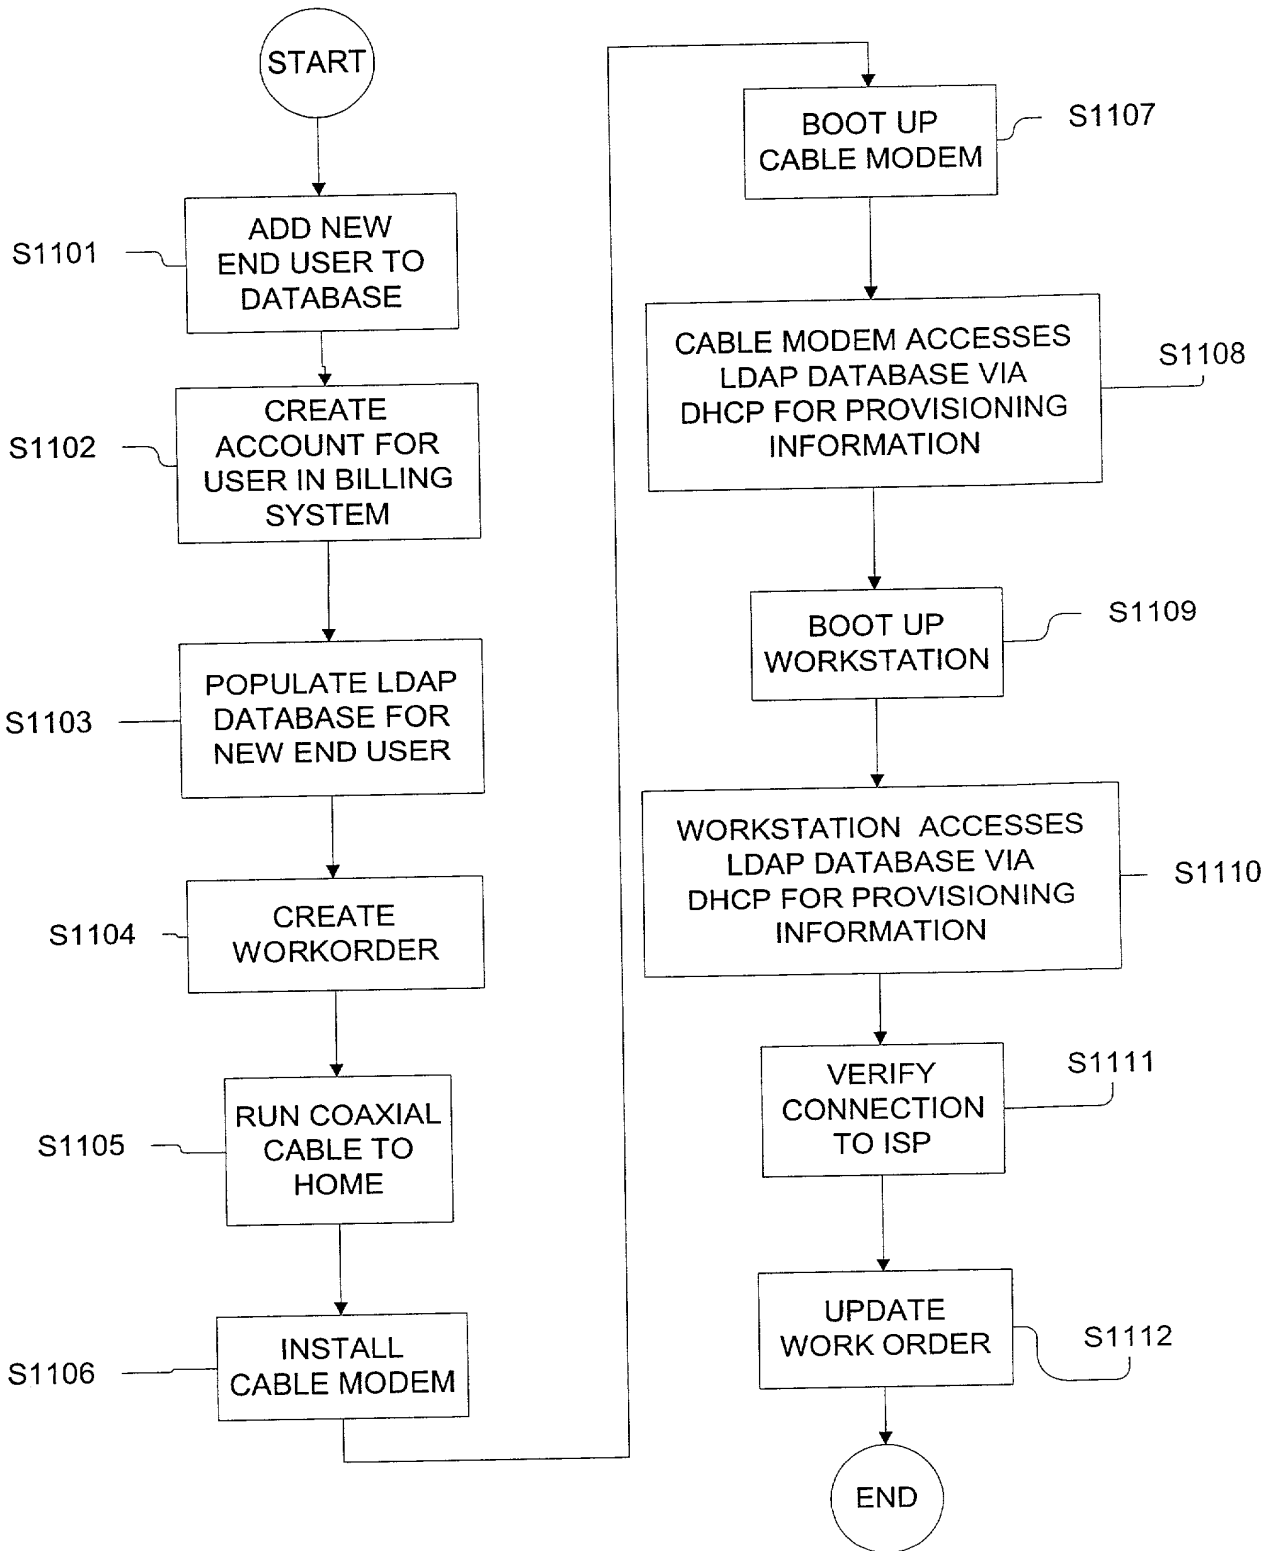 START
S1101
ADD NEW
END USER TO
DATABASE
S1102
CREATE
ACCOUNT FOR
USER IN BILLING
SYSTEM
S1103
POPULATE LDAP
DATABASE FOR
NEW END USER
S1104
CREATE
WORKORDER
S1105
RUN COAXIAL
CABLE TO
HOME
S1106
INSTALL
CABLE MODEM
BOOT UP
CABLE MODEM
S1107
CABLE MODEM ACCESSES
LDAP DATABASE VIA
DHCP FOR PROVISIONING
INFORMATION
S1108
BOOT UP
WORKSTATION
S1109
WORKSTATION ACCESSES
LDAP DATABASE VIA
DHCP FOR PROVISIONING
INFORMATION
S1110
VERIFY
CONNECTION
TO ISP
S1111
UPDATE
WORK ORDER
S1112
END